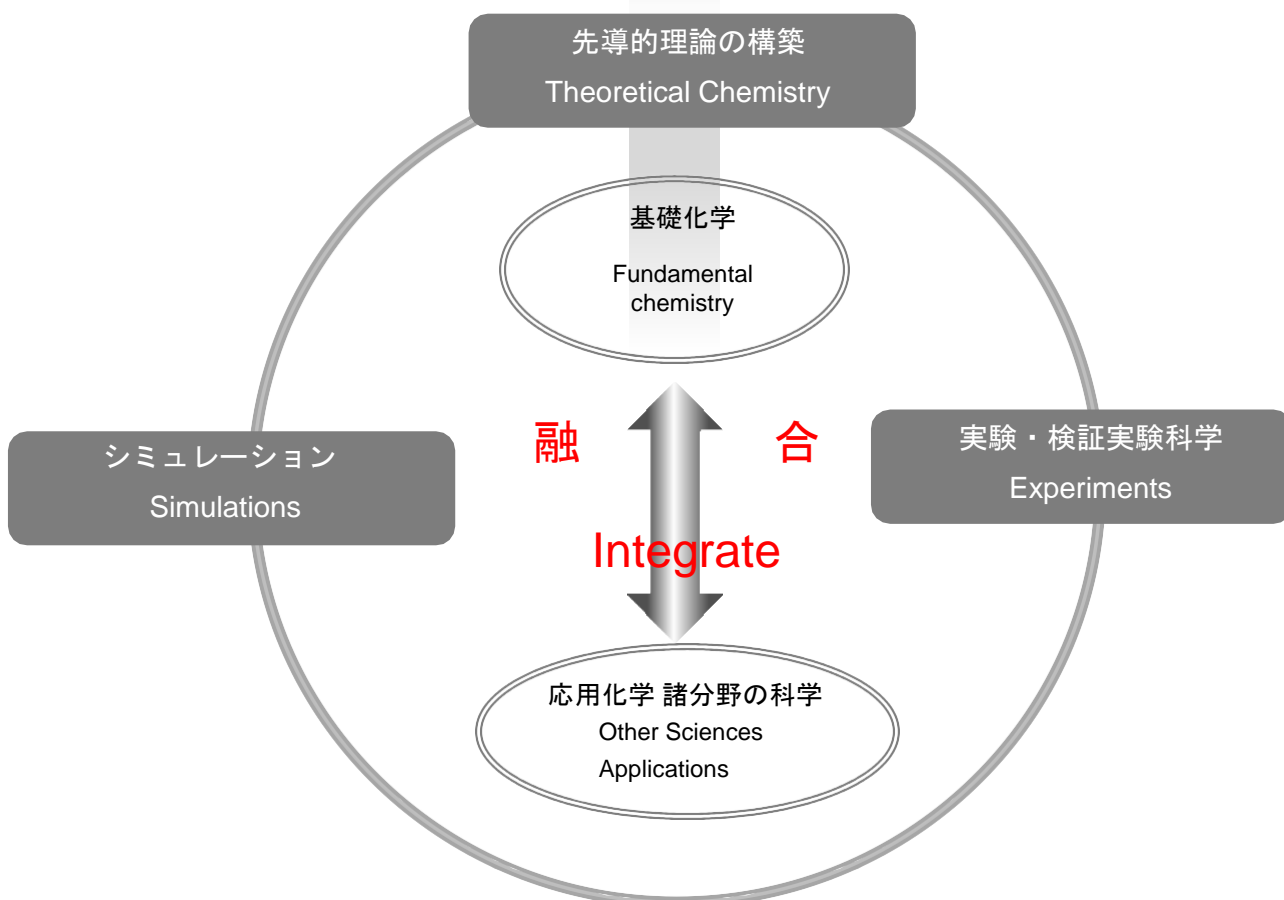 先導的理論の構築
Theoretical Chemistry
基礎化学
Fundamental
chemistry
融 合
シミュレーション
Simulations
実験・検証実験科学
Experiments
Integrate
応用化学 諸分野の科学
Other Sciences
Applications